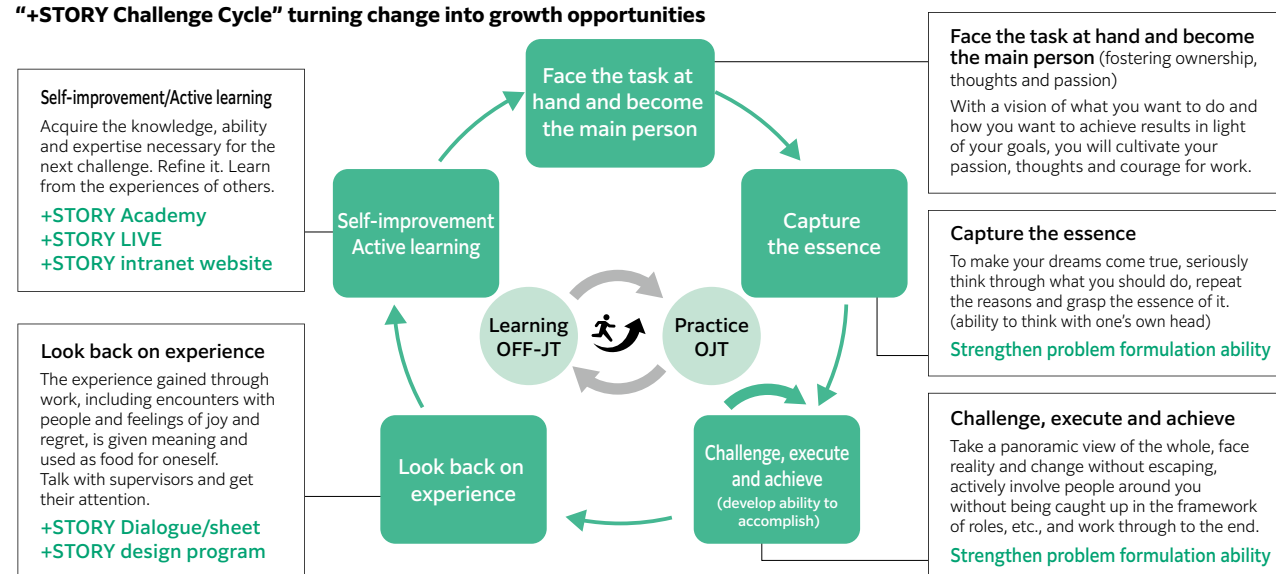 “+STORY Challenge Cycle” turning change into growth opportunities
Self-improvement/Active learning
Acquire the knowledge, ability
and expertise necessary for the
next challenge. Refine it. Learn
from the experiences of others.
+STORY Academy
+STORY LIVE
+STORY intranet website
Look back on experience
The experience gained through
work, including encounters with
people and feelings of joy and
regret, is given meaning and
used as food for oneself.
Talk with supervisors and get
their attention.
+STORY Dialogue/sheet
+STORY design program
Face the task at
hand and become
the main person
Self-improvement
Active learning
Capture
the essence
Learning
OFF-JT
Practice
OJT
Look back on
experience
Challenge, execute
and achieve
(develop ability to
accomplish)
Face the task at hand and become
the main person (fostering ownership,
thoughts and passion)
With a vision of what you want to do and
how you want to achieve results in light
of your goals, you will cultivate your
passion, thoughts and courage for work.
Capture the essence
To make your dreams come true, seriously
think through what you should do, repeat
the reasons and grasp the essence of it.
(ability to think with one’s own head)
Strengthen problem formulation ability
Challenge, execute and achieve
Take a panoramic view of the whole, face
reality and change without escaping,
actively involve people around you
without being caught up in the framework
of roles, etc., and work through to the end.
Strengthen problem formulation ability